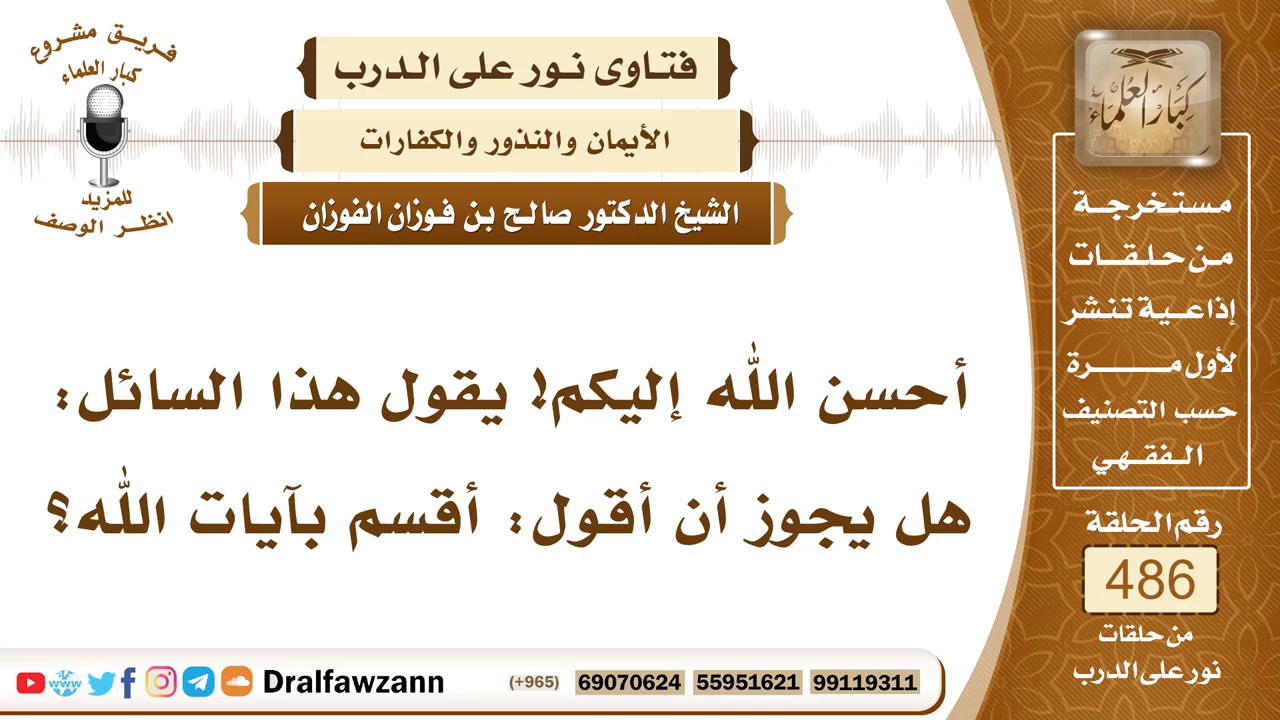 فريق مشروع
كبار العلماء
للمزيد
انظر الوصف
فتاوى نور على الدرب
الأيمان والنذور والكفارات
الشيخ الدكتور صالح بن فوزان الفوزان
أحسن الله إليكم! يقول هذا السائل:
هل يجوز أن أقول: أقسم بآيات الله؟
كبار العلماء
مستخرجة
من حلقات
إذاعية تنشر
لأول مرة
حسب التصنيف
الفقهي
رقم الحلقة
486
من حلقات
نور على الدرب
www Dralfawzann (+965) 69070624 55951621 99119311